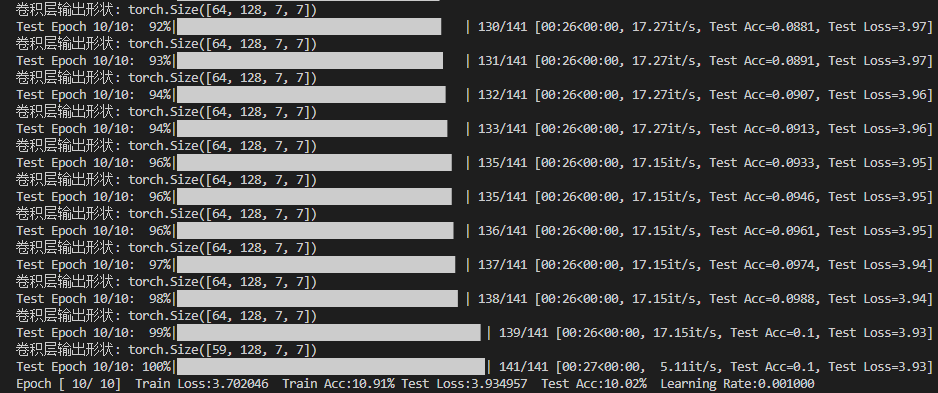 卷积层输出形状: torch.Size([64, 128, 7, 7])
Test Epoch 10/10:  92%|          | 130/141 [00:26<00:00, 17.27it/s, Test Acc=0.0881, Test Loss=3.97]
卷积层输出形状: torch.Size([64, 128, 7, 7])
Test Epoch 10/10:  93%|          | 131/141 [00:26<00:00, 17.27it/s, Test Acc=0.0891, Test Loss=3.97]
卷积层输出形状: torch.Size([64, 128, 7, 7])
Test Epoch 10/10:  94%|          | 132/141 [00:26<00:00, 17.27it/s, Test Acc=0.0907, Test Loss=3.96]
卷积层输出形状: torch.Size([64, 128, 7, 7])
Test Epoch 10/10:  94%|          | 133/141 [00:26<00:00, 17.27it/s, Test Acc=0.0913, Test Loss=3.96]
卷积层输出形状: torch.Size([64, 128, 7, 7])
Test Epoch 10/10:  96%|          | 135/141 [00:26<00:00, 17.15it/s, Test Acc=0.0933, Test Loss=3.95]
卷积层输出形状: torch.Size([64, 128, 7, 7])
Test Epoch 10/10:  96%|          | 135/141 [00:26<00:00, 17.15it/s, Test Acc=0.0946, Test Loss=3.95]
卷积层输出形状: torch.Size([64, 128, 7, 7])
Test Epoch 10/10:  96%|          | 136/141 [00:26<00:00, 17.15it/s, Test Acc=0.0961, Test Loss=3.95]
卷积层输出形状: torch.Size([64, 128, 7, 7])
Test Epoch 10/10:  97%|          | 137/141 [00:26<00:00, 17.15it/s, Test Acc=0.0974, Test Loss=3.94]
卷积层输出形状: torch.Size([64, 128, 7, 7])
Test Epoch 10/10:  98%|          | 138/141 [00:26<00:00, 17.15it/s, Test Acc=0.0988, Test Loss=3.94]
卷积层输出形状: torch.Size([64, 128, 7, 7])
Test Epoch 10/10:  99%|          | 139/141 [00:26<00:00, 17.15it/s, Test Acc=0.1, Test Loss=3.93]
卷积层输出形状: torch.Size([59, 128, 7, 7])
Test Epoch 10/10: 100%|          | 141/141 [00:27<00:00,  5.11it/s, Test Acc=0.1, Test Loss=3.93]
Epoch [ 10/ 10]  Train Loss:3.702046  Train Acc:10.91% Test Loss:3.934957  Test Acc:10.02%  Learning Rate:0.001000